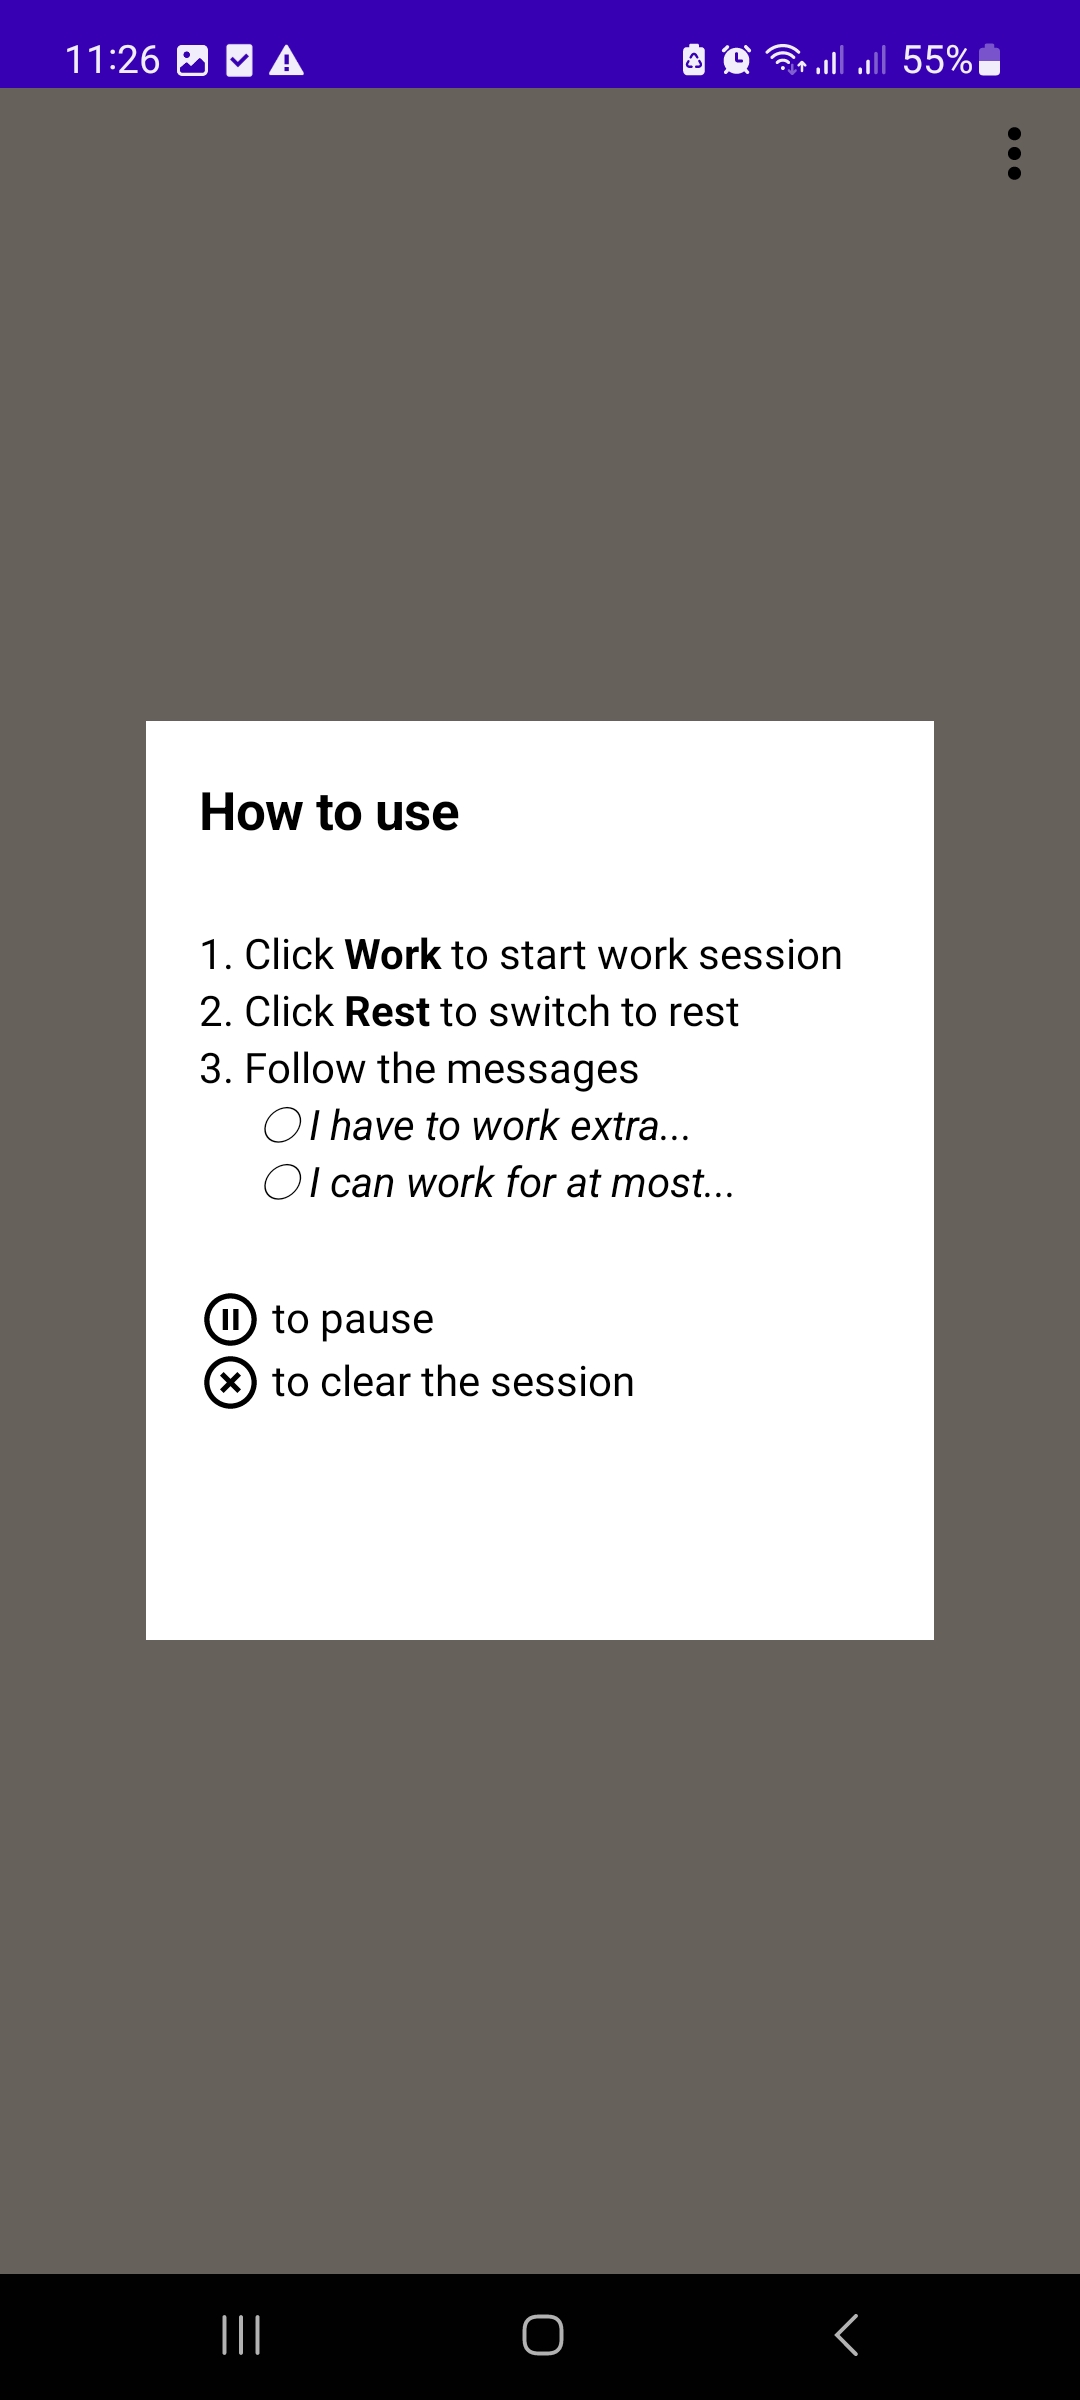 11:26
55%
How to use
1. Click Work to start work session
2. Click Rest to switch to rest
3. Follow the messages
I have to work extra...
I can work for at most...
to pause
to clear the session